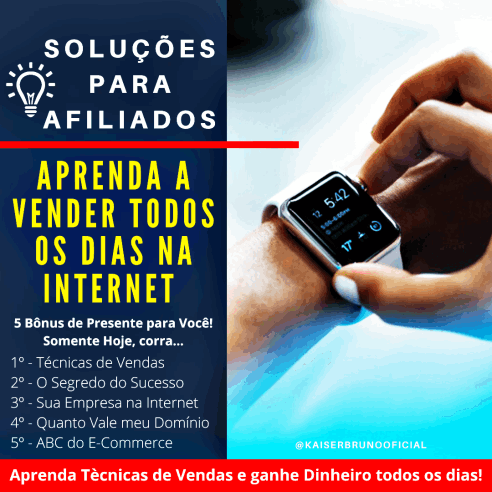 SOLUÇÕES
PARA
AFILIADOS
APRENDA A
VENDER TODOS
OS DIAS NA
INTERNET
5 Bônus de Presente para Você!
Somente Hoje, corra...
1º - Técnicas de Vendas
2º - O Segredo do Sucesso
3º - Sua Empresa na Internet
4º - Quanto Vale meu Domínio
5º - ABC do E-Commerce
12 5:42
17
@KAISERBRUNOOFICIAL
Aprenda Tècnicas de Vendas e ganhe Dinheiro todos os dias!